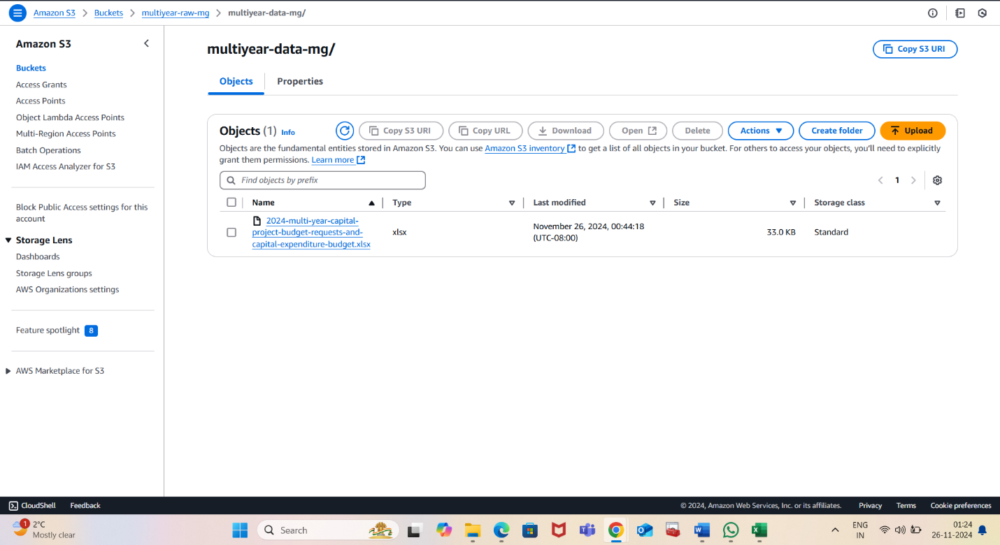 Amazon S3 > Buckets > multiyear-raw-mg > multiyear-data-mg/
Amazon S3
Buckets
Access Grants
Access Points
Object Lambda Access Points
Multi-Region Access Points
Batch Operations
IAM Access Analyzer for S3
Block Public Access settings for this
account
Storage Lens
Dashboards
Storage Lens groups
AWS Organizations settings
Feature spotlight 8
AWS Marketplace for S3
multiyear-data-mg/
Copy S3 URI
Objects Properties
Objects (1) Info Copy S3 URI Copy URL Download Open Delete Actions Create folder Upload
Objects are the fundamental entities stored in Amazon S3. You can use Amazon S3 inventory to get a list of all objects in your bucket. For others to access your objects, you'll need to explicitly
grant them permissions. Learn more
Find objects by prefix
1
Name Type Last modified Size Storage class
2024-multi-year-capital-
project-budget-requests-and-
capital-expenditure-budget.xlsx
xlsx
November 26, 2024, 00:44:18
(UTC-08:00)
33.0 KB
Standard
CloudShell Feedback © 2024, Amazon Web Services, Inc. or its affiliates. Privacy Terms Cookie preferences
1
2°C
Mostly clear
Search
ENG
IN
01:24
26-11-2024